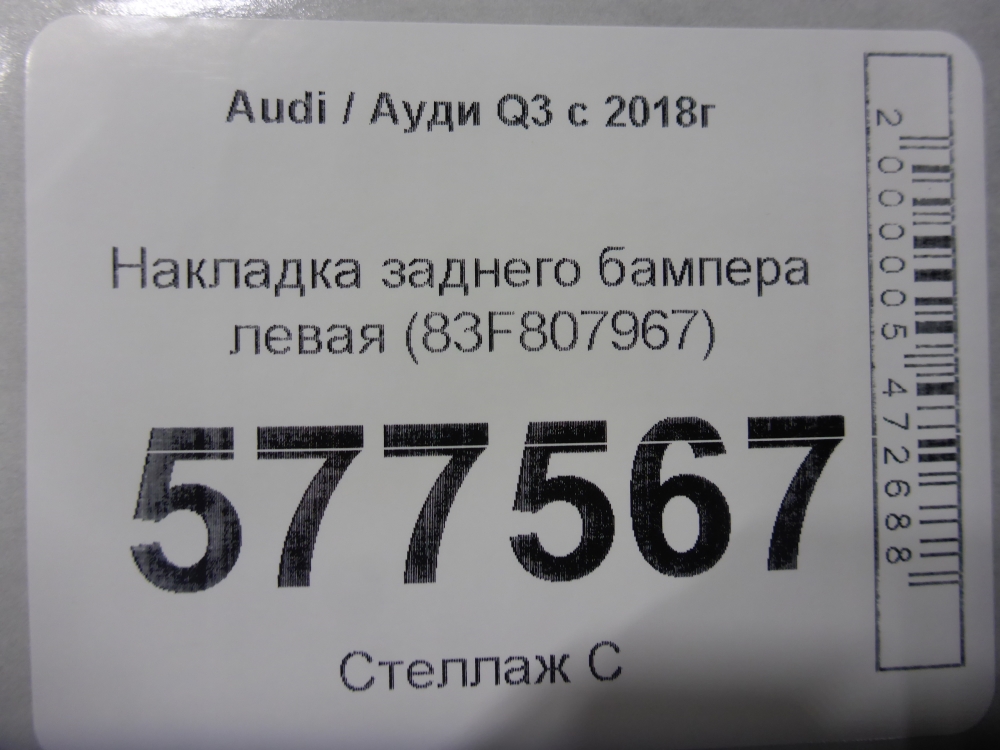 Audi / Ауди Q3 с 2018г
Накладка заднего бампера
левая (83F807967)
577567
Стеллаж С
2000005472688